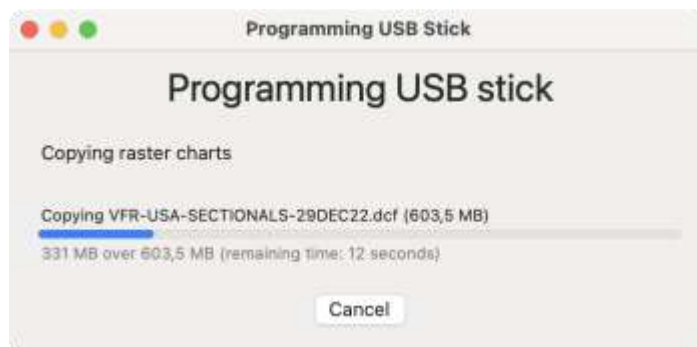 Programming USB Stick
Programming USB stick
Copying raster charts
Copying VFR-USA-SECTIONALS-29DEC22.dcf (603,5 MB)
331 MB over 603,5 MB (remaining time: 12 seconds)
Cancel